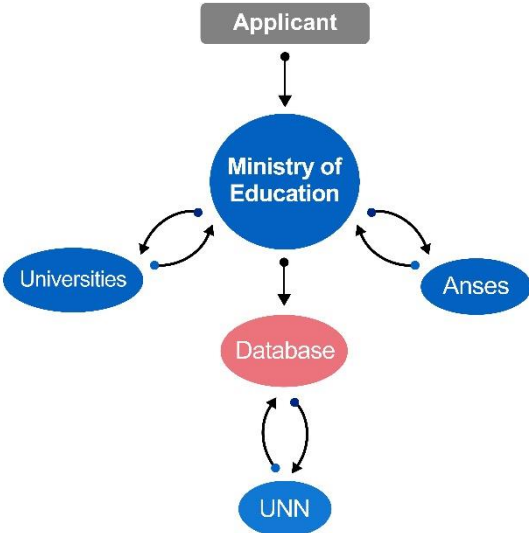 Applicant
Ministry of
Education
Universities
Anses
Database
UNN